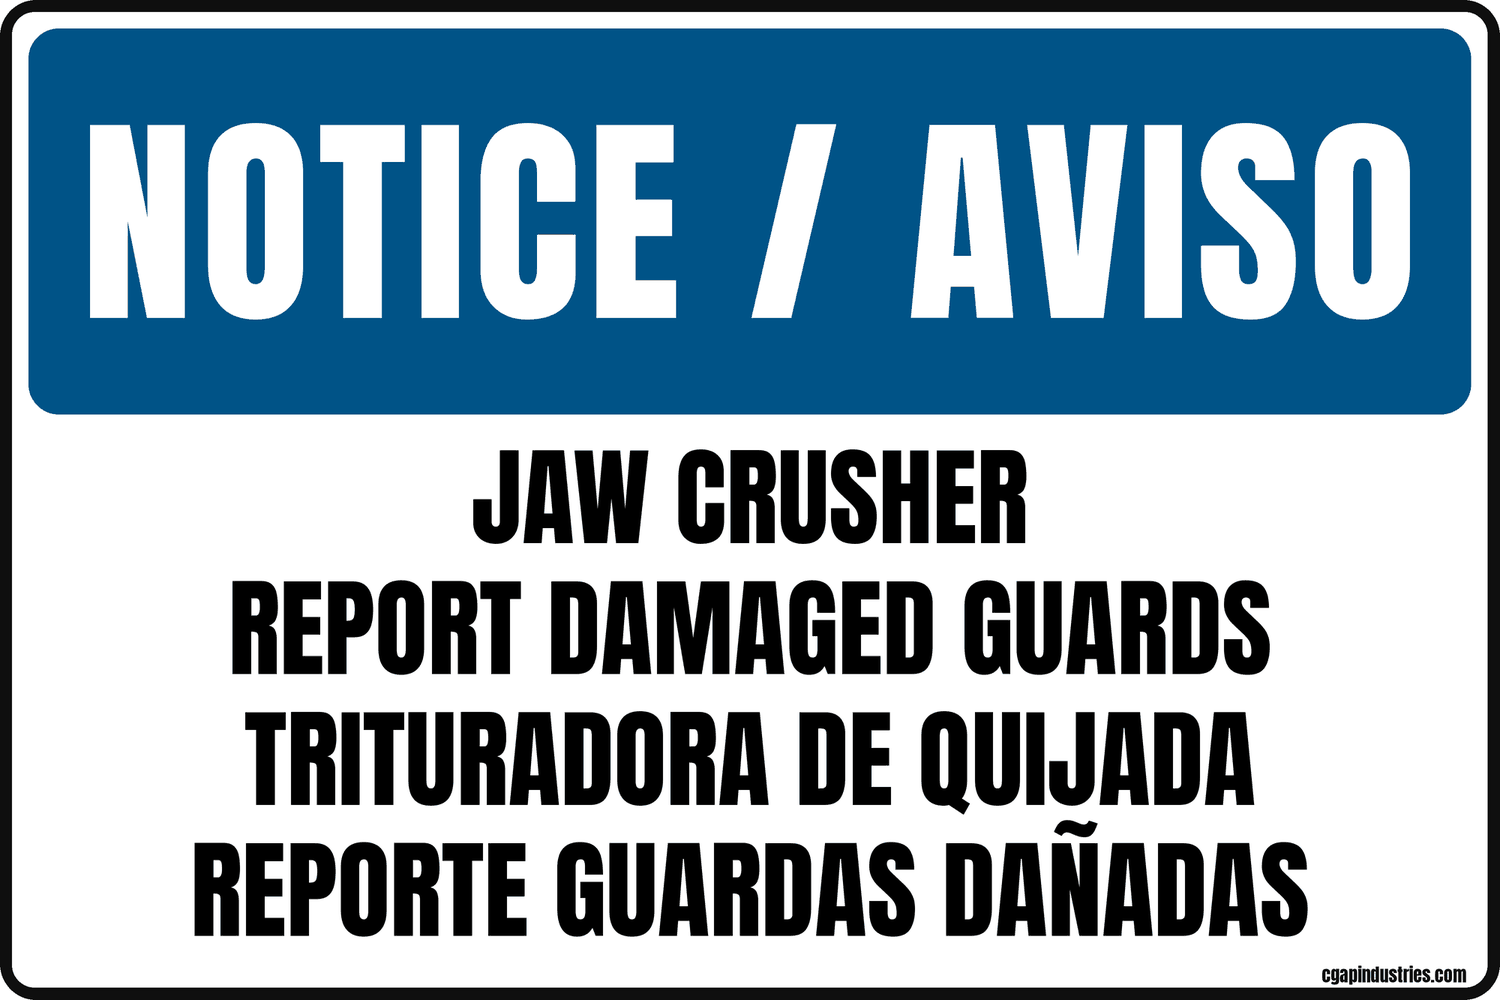 NOTICE / AVISO
JAW CRUSHER
REPORT DAMAGED GUARDS
TRITURADORA DE QUIJADA
REPORTE GUARDAS DAÑADAS
cgapindustries.com